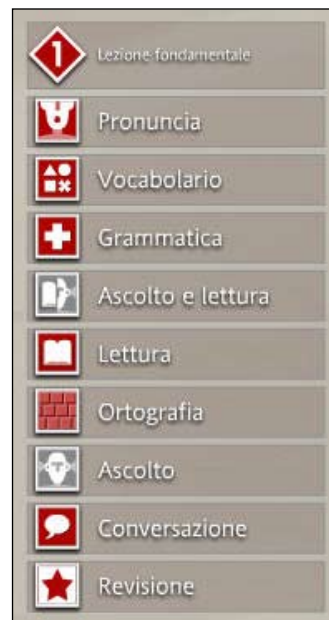 1 Lezione fondamentale
Pronuncia
Vocabolario
Grammatica
Ascolto e lettura
Lettura
Ortografia
Ascolto
Conversazione
Revisione